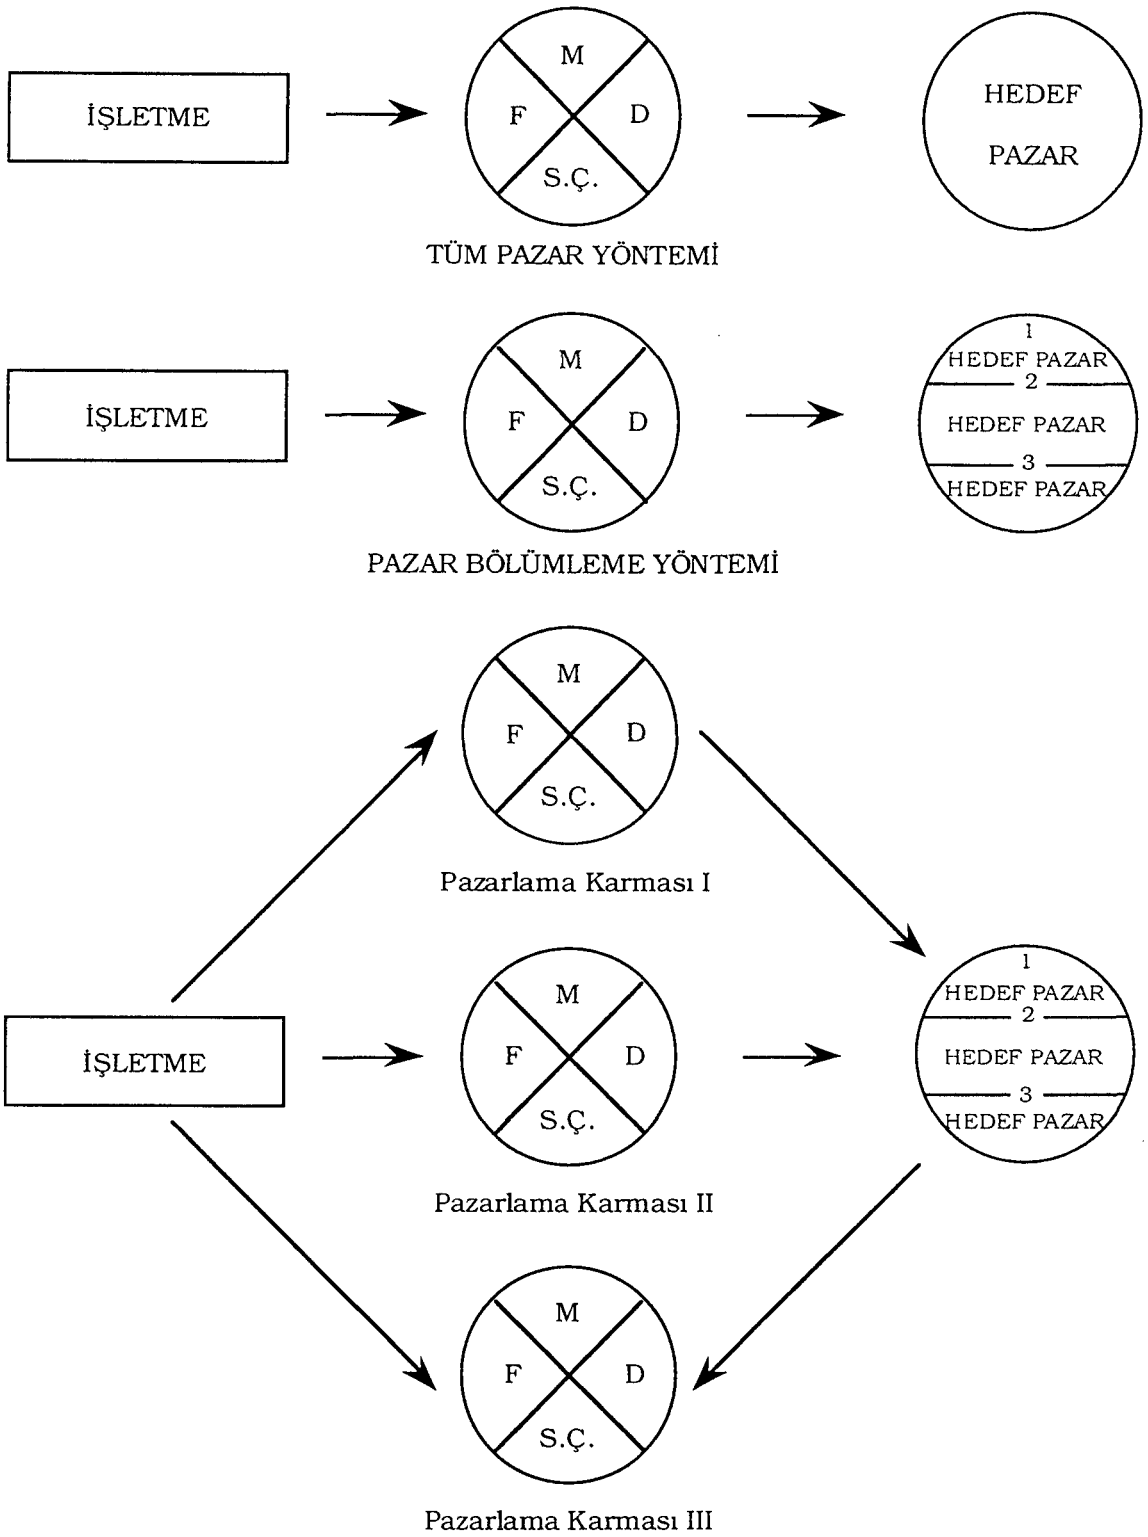 M
İŞLETME
F
D
S.Ç.
HEDEF
PAZAR
TÜM PAZAR YÖNTEMİ
M
İŞLETME
F
D
S.Ç.
1
HEDEF PAZAR
2
HEDEF PAZAR
3
HEDEF PAZAR
PAZAR BÖLÜMLEME YÖNTEMİ
M
F
D
S.Ç.
Pazarlama Karması I
İŞLETME
M
F
D
S.Ç.
Pazarlama Karması II
1
HEDEF PAZAR
2
HEDEF PAZAR
3
HEDEF PAZAR
M
F
D
S.Ç.
Pazarlama Karması III